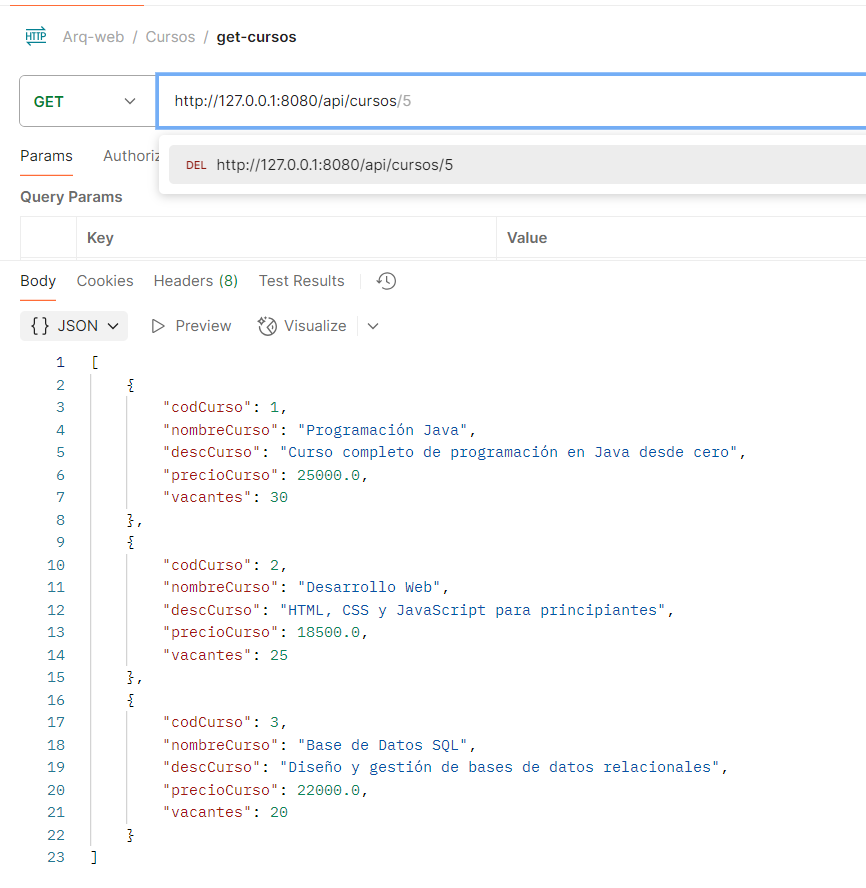 HTTP Arq-web / Cursos / get-cursos
GET http://127.0.0.1:8080/api/cursos/5
DEL http://127.0.0.1:8080/api/cursos/5
Params Authoriz
Query Params
Key Value
Body Cookies Headers (8) Test Results
{} JSON Preview Visualize
1 [
2 {
3 "codCurso": 1,
4 "nombreCurso": "Programación Java",
5 "descCurso": "Curso completo de programación en Java desde cero",
6 "precioCurso": 25000.0,
7 "vacantes": 30
8 },
9 {
10 "codCurso": 2,
11 "nombreCurso": "Desarrollo Web",
12 "descCurso": "HTML, CSS y JavaScript para principiantes",
13 "precioCurso": 18500.0,
14 "vacantes": 25
15 },
16 {
17 "codCurso": 3,
18 "nombreCurso": "Base de Datos SQL",
19 "descCurso": "Diseño y gestión de bases de datos relacionales",
20 "precioCurso": 22000.0,
21 "vacantes": 20
22 }
23 ]